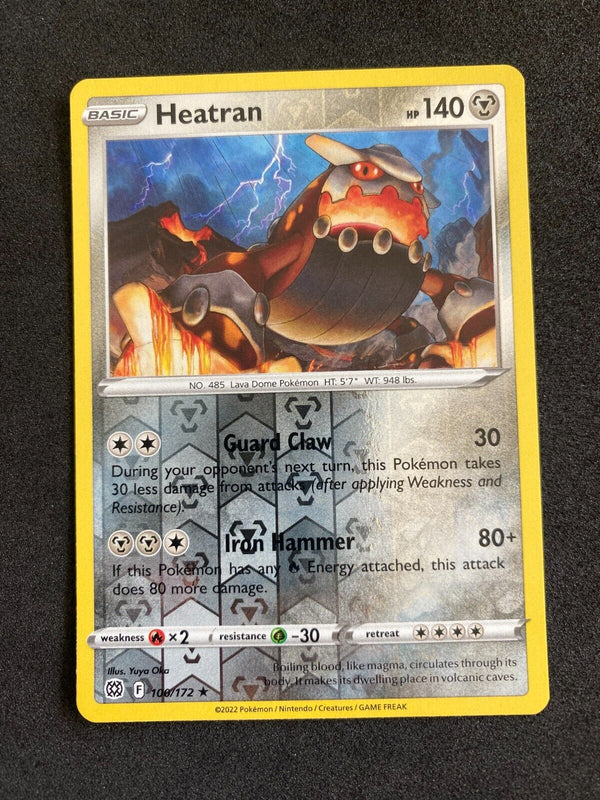 BASIC Heatran HP 140
NO. 485 Lava Dome Pokémon HT: 5'7" WT: 948 lbs.
Guard Claw 30
During your opponent's next turn, this Pokémon takes
30 less damage from attacks (after applying Weakness and
Resistance).
Iron Hammer 80+
If this Pokémon has any Energy attached, this attack
does 80 more damage.
weakness ×2 resistance -30 retreat
Illus. Yuya Oka
Boiling blood, like magma, circulates through its
body. It makes its dwelling place in volcanic caves.
F 100/172 ★
©2022 Pokémon / Nintendo / Creatures / GAME FREAK